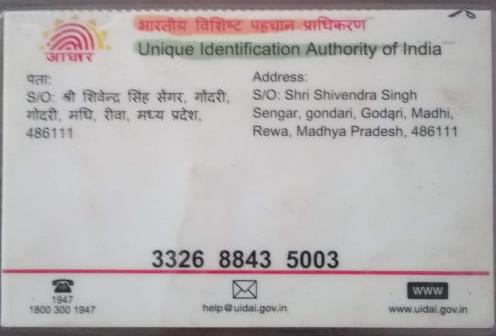 भारतीय विशिष्ट पहचान प्राधिकरण
Unique Identification Authority of India
आधार
पता:
S/O: श्री शिवेन्द्र सिंह सेंगर, गोंदरी,
गोदरी, मधि, रीवा, मध्य प्रदेश,
486111
Address:
S/O: Shri Shivendra Singh
Sengar, gondari, Godari, Madhi,
Rewa, Madhya Pradesh, 486111
3326 8843 5003
1947
1800 300 1947
help@uidai.gov.in
www
www.uidai.gov.in